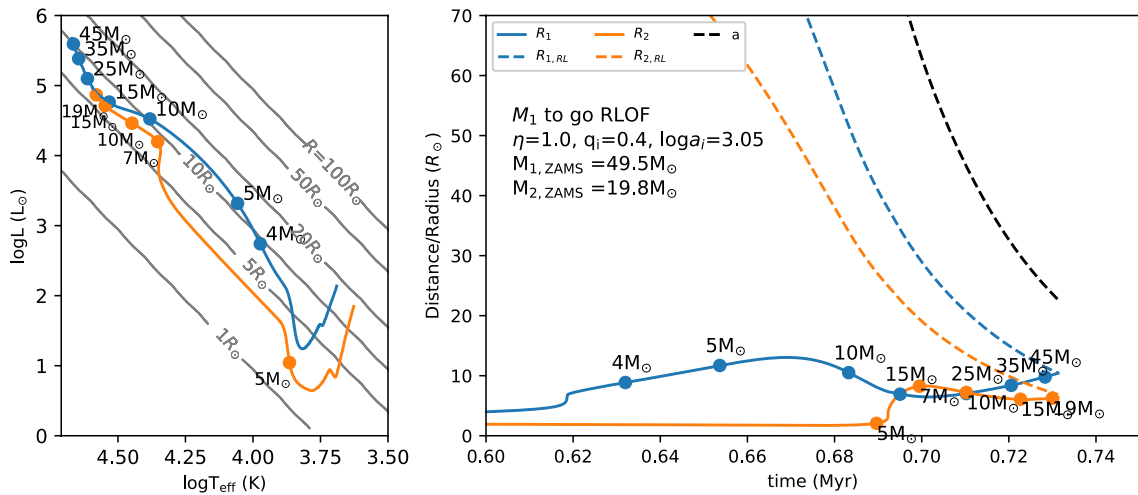 6
5
4
3
2
1
0
logL (L⊙)
4.50
4.25
4.00
3.75
3.50
logT_eff (K)
45M⊙
35M⊙
25M⊙
15M⊙
10M⊙
5M⊙
4M⊙
19M⊙
15M⊙
10M⊙
7M⊙
5M⊙
R=100R⊙
50R⊙
20R⊙
10R⊙
5R⊙
1R⊙
70
60
50
40
30
20
10
0
Distance/Radius (R⊙)
R₁ R₂ a
R₁,RL R₂,RL
M₁ to go RLOF
η=1.0, qᵢ=0.4, logaᵢ=3.05
M₁,ZAMS =49.5M⊙
M₂,ZAMS =19.8M⊙
4M⊙
5M⊙
10M⊙
15M⊙
25M⊙
35M⊙
45M⊙
5M⊙
7M⊙
10M⊙
15M⊙
19M⊙
0.60
0.62
0.64
0.66
0.68
0.70
0.72
0.74
time (Myr)